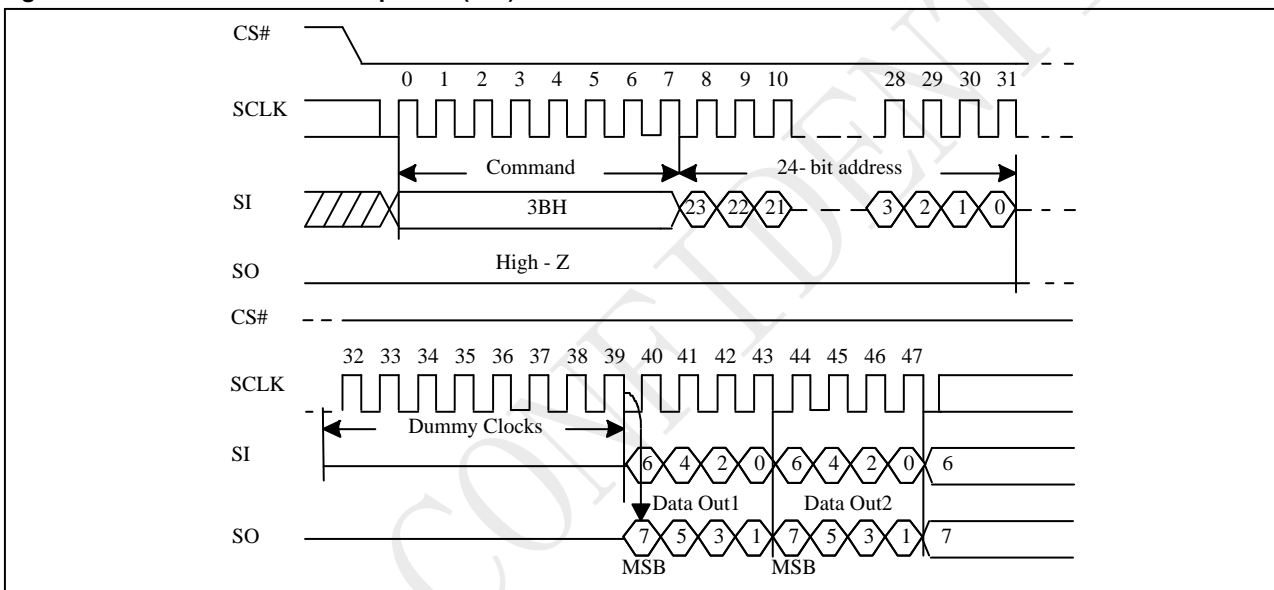 CS#
0 1 2 3 4 5 6 7 8 9 10 28 29 30 31
SCLK
Command 24- bit address
SI 3BH 23 22 21 3 2 1 0
SO High - Z
CS#
32 33 34 35 36 37 38 39 40 41 42 43 44 45 46 47
SCLK
Dummy Clocks
SI 6 4 2 0 6 4 2 0 6
Data Out1 Data Out2
SO 7 5 3 1 7 5 3 1 7
MSB MSB
CONFIDENT